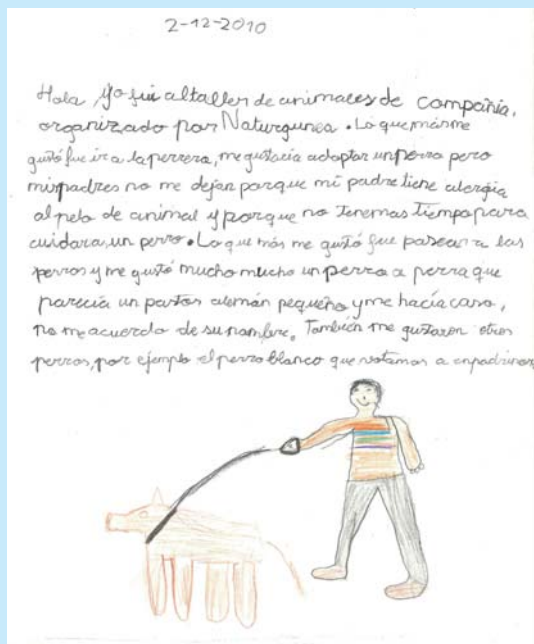 2-12-2010
Hola, yo fui al taller de animales de compañia,
organizado por Naturgunea. Lo que más me
gustó fue ir a la perrera, me gustaría adoptar un perro pero
mis padres no me dejan porque mi padre tiene alergia
al pelo de animal y porque no tenemos tiempo para
cuidar a un perro. Lo que más me gustó fue pasear a los
perros y me gustó mucho mucho un perro o perra que
parecía un pastor alemán pequeño y me hacía caso,
no me acuerdo de su nombre. También me gustaron otros
perros, por ejemplo el perro blanco que votamos a enpadrinar